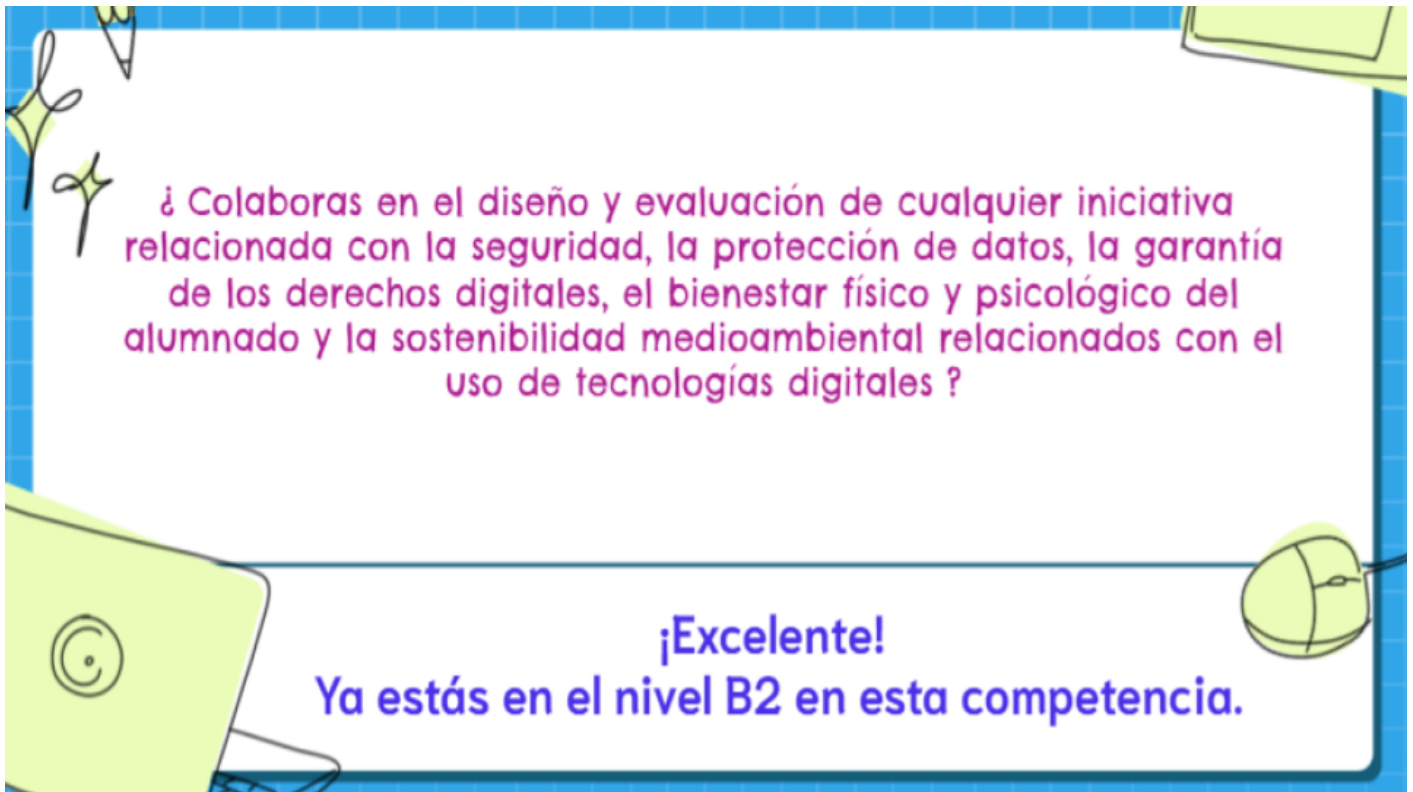 ¿ Colaboras en el diseño y evaluación de cualquier iniciativa
relacionada con la seguridad, la protección de datos, la garantía
de los derechos digitales, el bienestar físico y psicológico del
alumnado y la sostenibilidad medioambiental relacionados con el
uso de tecnologías digitales ?
¡Excelente!
Ya estás en el nivel B2 en esta competencia.